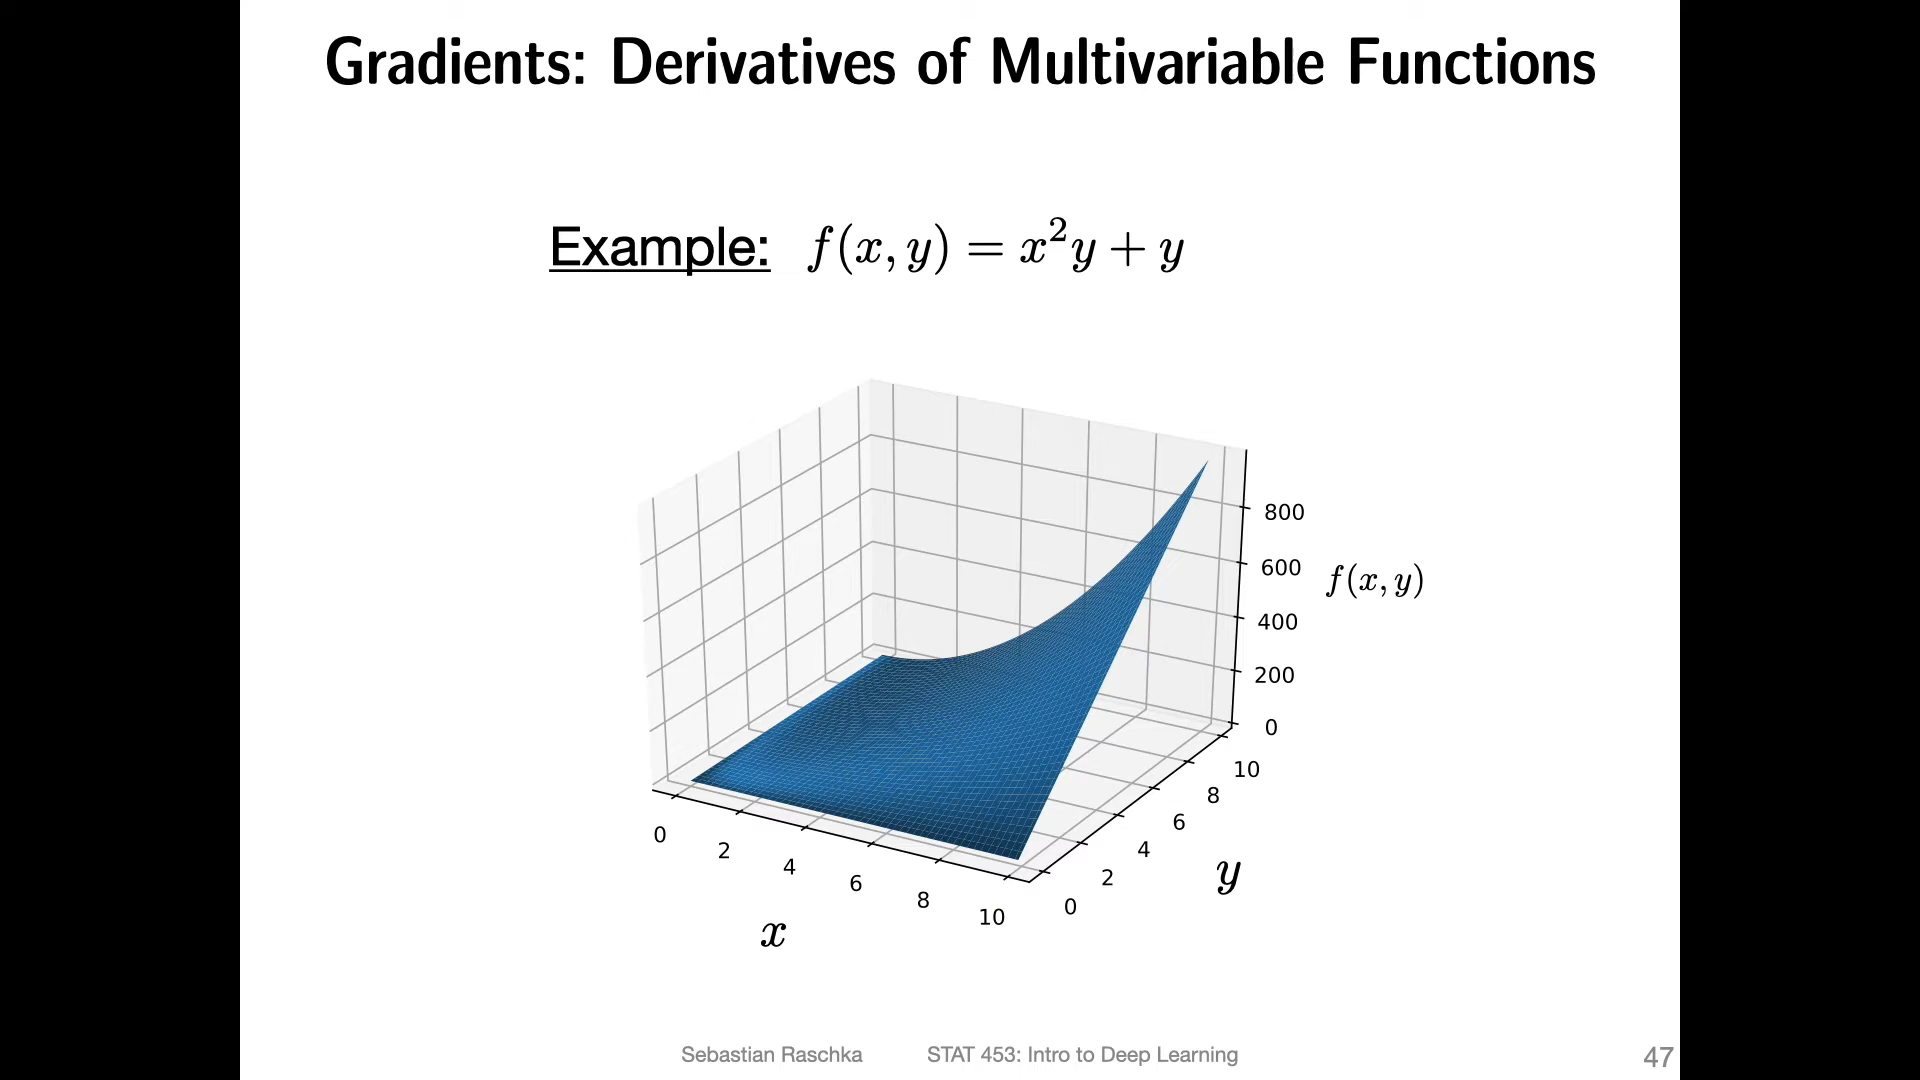 Gradients: Derivatives of Multivariable Functions
Example: f(x, y) = x²y + y
800
600
f(x, y)
400
200
0
10
8
6
4
2
0
y
0
2
4
6
8
10
x
Sebastian Raschka STAT 453: Intro to Deep Learning 47